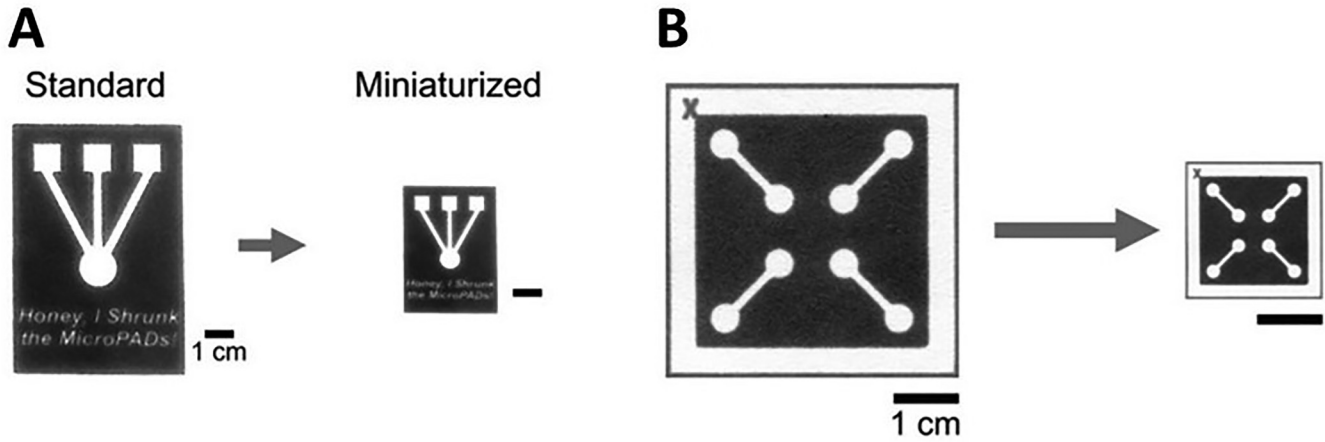 A
B
Standard
Miniaturized
X
x
Honey, I Shrunk
the MicroPADs!
Honey, I Shrunk
the MicroPADs!
1 cm
1 cm